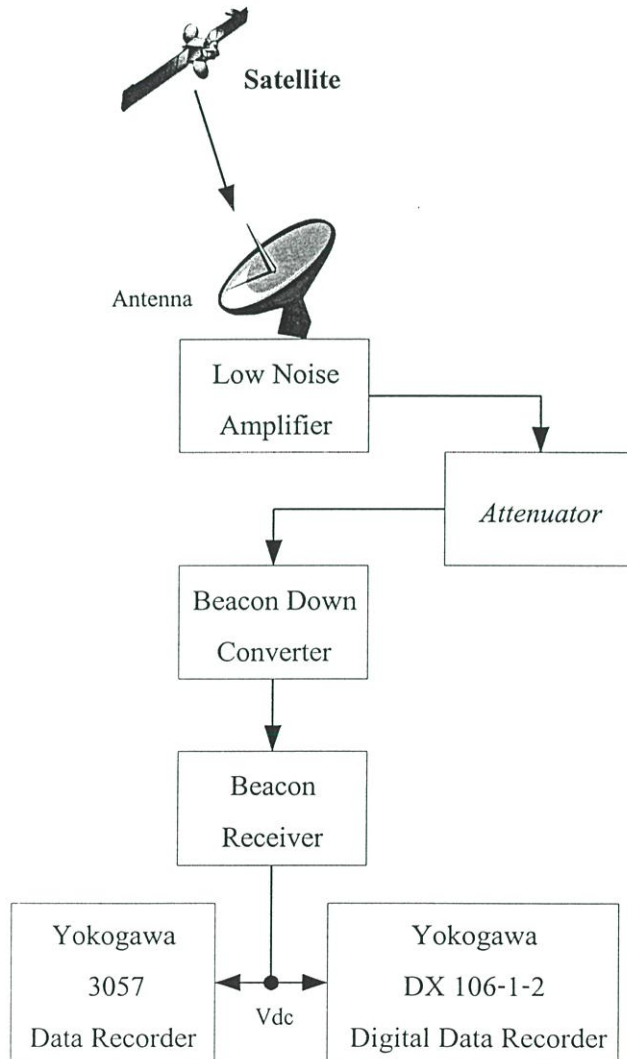 Satellite
Antenna
Low Noise
Amplifier
Attenuator
Beacon Down
Converter
Beacon
Receiver
Yokogawa
3057
Data Recorder
Vdc
Yokogawa
DX 106-1-2
Digital Data Recorder